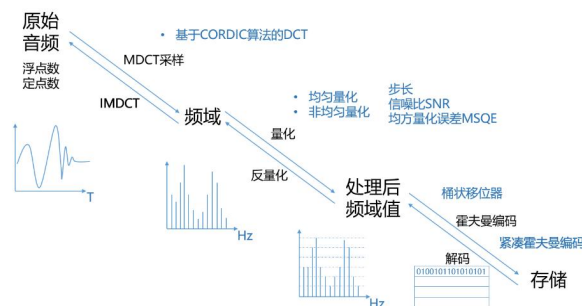 原始
音频
浮点数
定点数
• 基于CORDIC算法的DCT
MDCT采样
IMDCT
T
频域
• 均匀量化
• 非均匀量化
步长
信噪比SNR
均方量化误差MSQE
量化
反量化
Hz
处理后
频域值
桶状移位器
霍夫曼编码
紧凑霍夫曼编码
解码
0100101101010101
存储
Hz